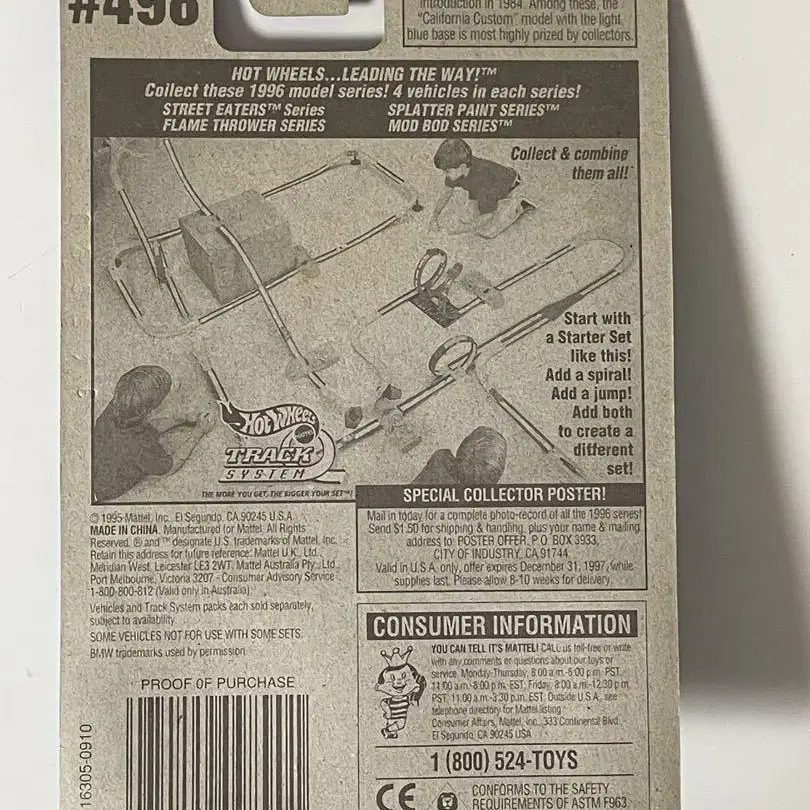 #498
introduction in 1984. Among these, the
"California Custom" model with the light
blue base is most highly prized by collectors.
HOT WHEELS...LEADING THE WAY!™
Collect these 1996 model series! 4 vehicles in each series!
STREET EATERS™ Series
SPLATTER PAINT SERIES™
FLAME THROWER SERIES
MOD BOD SERIES™
Collect & combine
them all!
Start with
a Starter Set
like this!
Add a spiral!
Add a jump!
Add both
to create a
different
set!
HOT WHEELS
MATTEL
TRACK
SYSTEM
THE MORE YOU GET, THE BIGGER YOUR SET™!
© 1995 Mattel, Inc., El Segundo, CA 90245 U.S.A.
MADE IN CHINA. Manufactured for Mattel. All Rights
Reserved. ® and ™ designate U.S. trademarks of Mattel, Inc.
Retain this address for future reference: Mattel U.K., Ltd.,
Meridian West, Leicester LE3 2WT. Mattel Australia Pty., Ltd.,
Port Melbourne, Victoria 3207 - Consumer Advisory Service -
1-800-800-812 (Valid only in Australia)
Vehicles and Track System packs each sold separately,
subject to availability.
SOME VEHICLES NOT FOR USE WITH SOME SETS.
BMW trademarks used by permission.
PROOF OF PURCHASE
16305-0910
SPECIAL COLLECTOR POSTER!
Mail in today for a complete photo-record of all the 1996 series!
Send $1.50 for shipping & handling, plus your name & mailing
address to: POSTER OFFER, P.O. BOX 3933,
CITY OF INDUSTRY, CA 91744.
Valid in U.S.A. only, offer expires December 31, 1997, while
supplies last. Please allow 8-10 weeks for delivery.
CONSUMER INFORMATION
YOU CAN TELL IT'S MATTEL! CALL us toll-free or write
with any comments or questions about our toys or
service. Monday-Thursday, 8:00 a.m.-5:00 p.m. PST,
11:00 a.m.-8:00 p.m. EST; Friday, 8:00 a.m.-12:30 p.m.
PST, 11:00 a.m.-3:30 p.m. EST. Outside U.S.A., see
telephone directory for Mattel listing.
Consumer Affairs, Mattel, Inc., 333 Continental Blvd.,
El Segundo, CA 90245 USA
1 (800) 524-TOYS
CE
CONFORMS TO THE SAFETY
REQUIREMENTS OF ASTM F963.